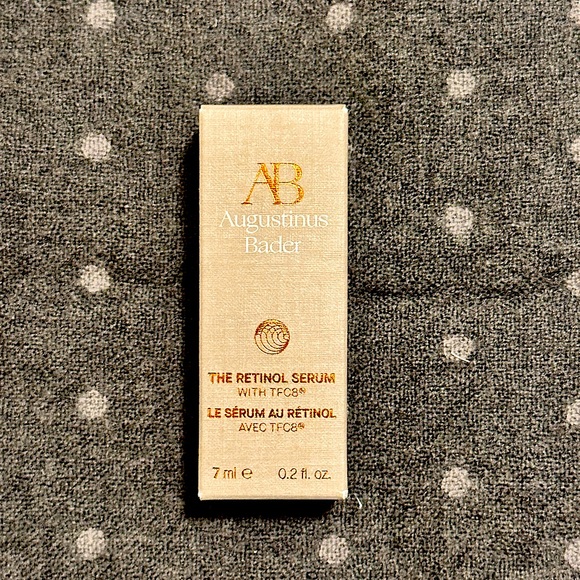 AB
Augustinus
Bader
THE RETINOL SERUM
WITH TFC8®
LE SÉRUM AU RÉTINOL
AVEC TFC8®
7 ml ℮ 0.2 fl. oz.